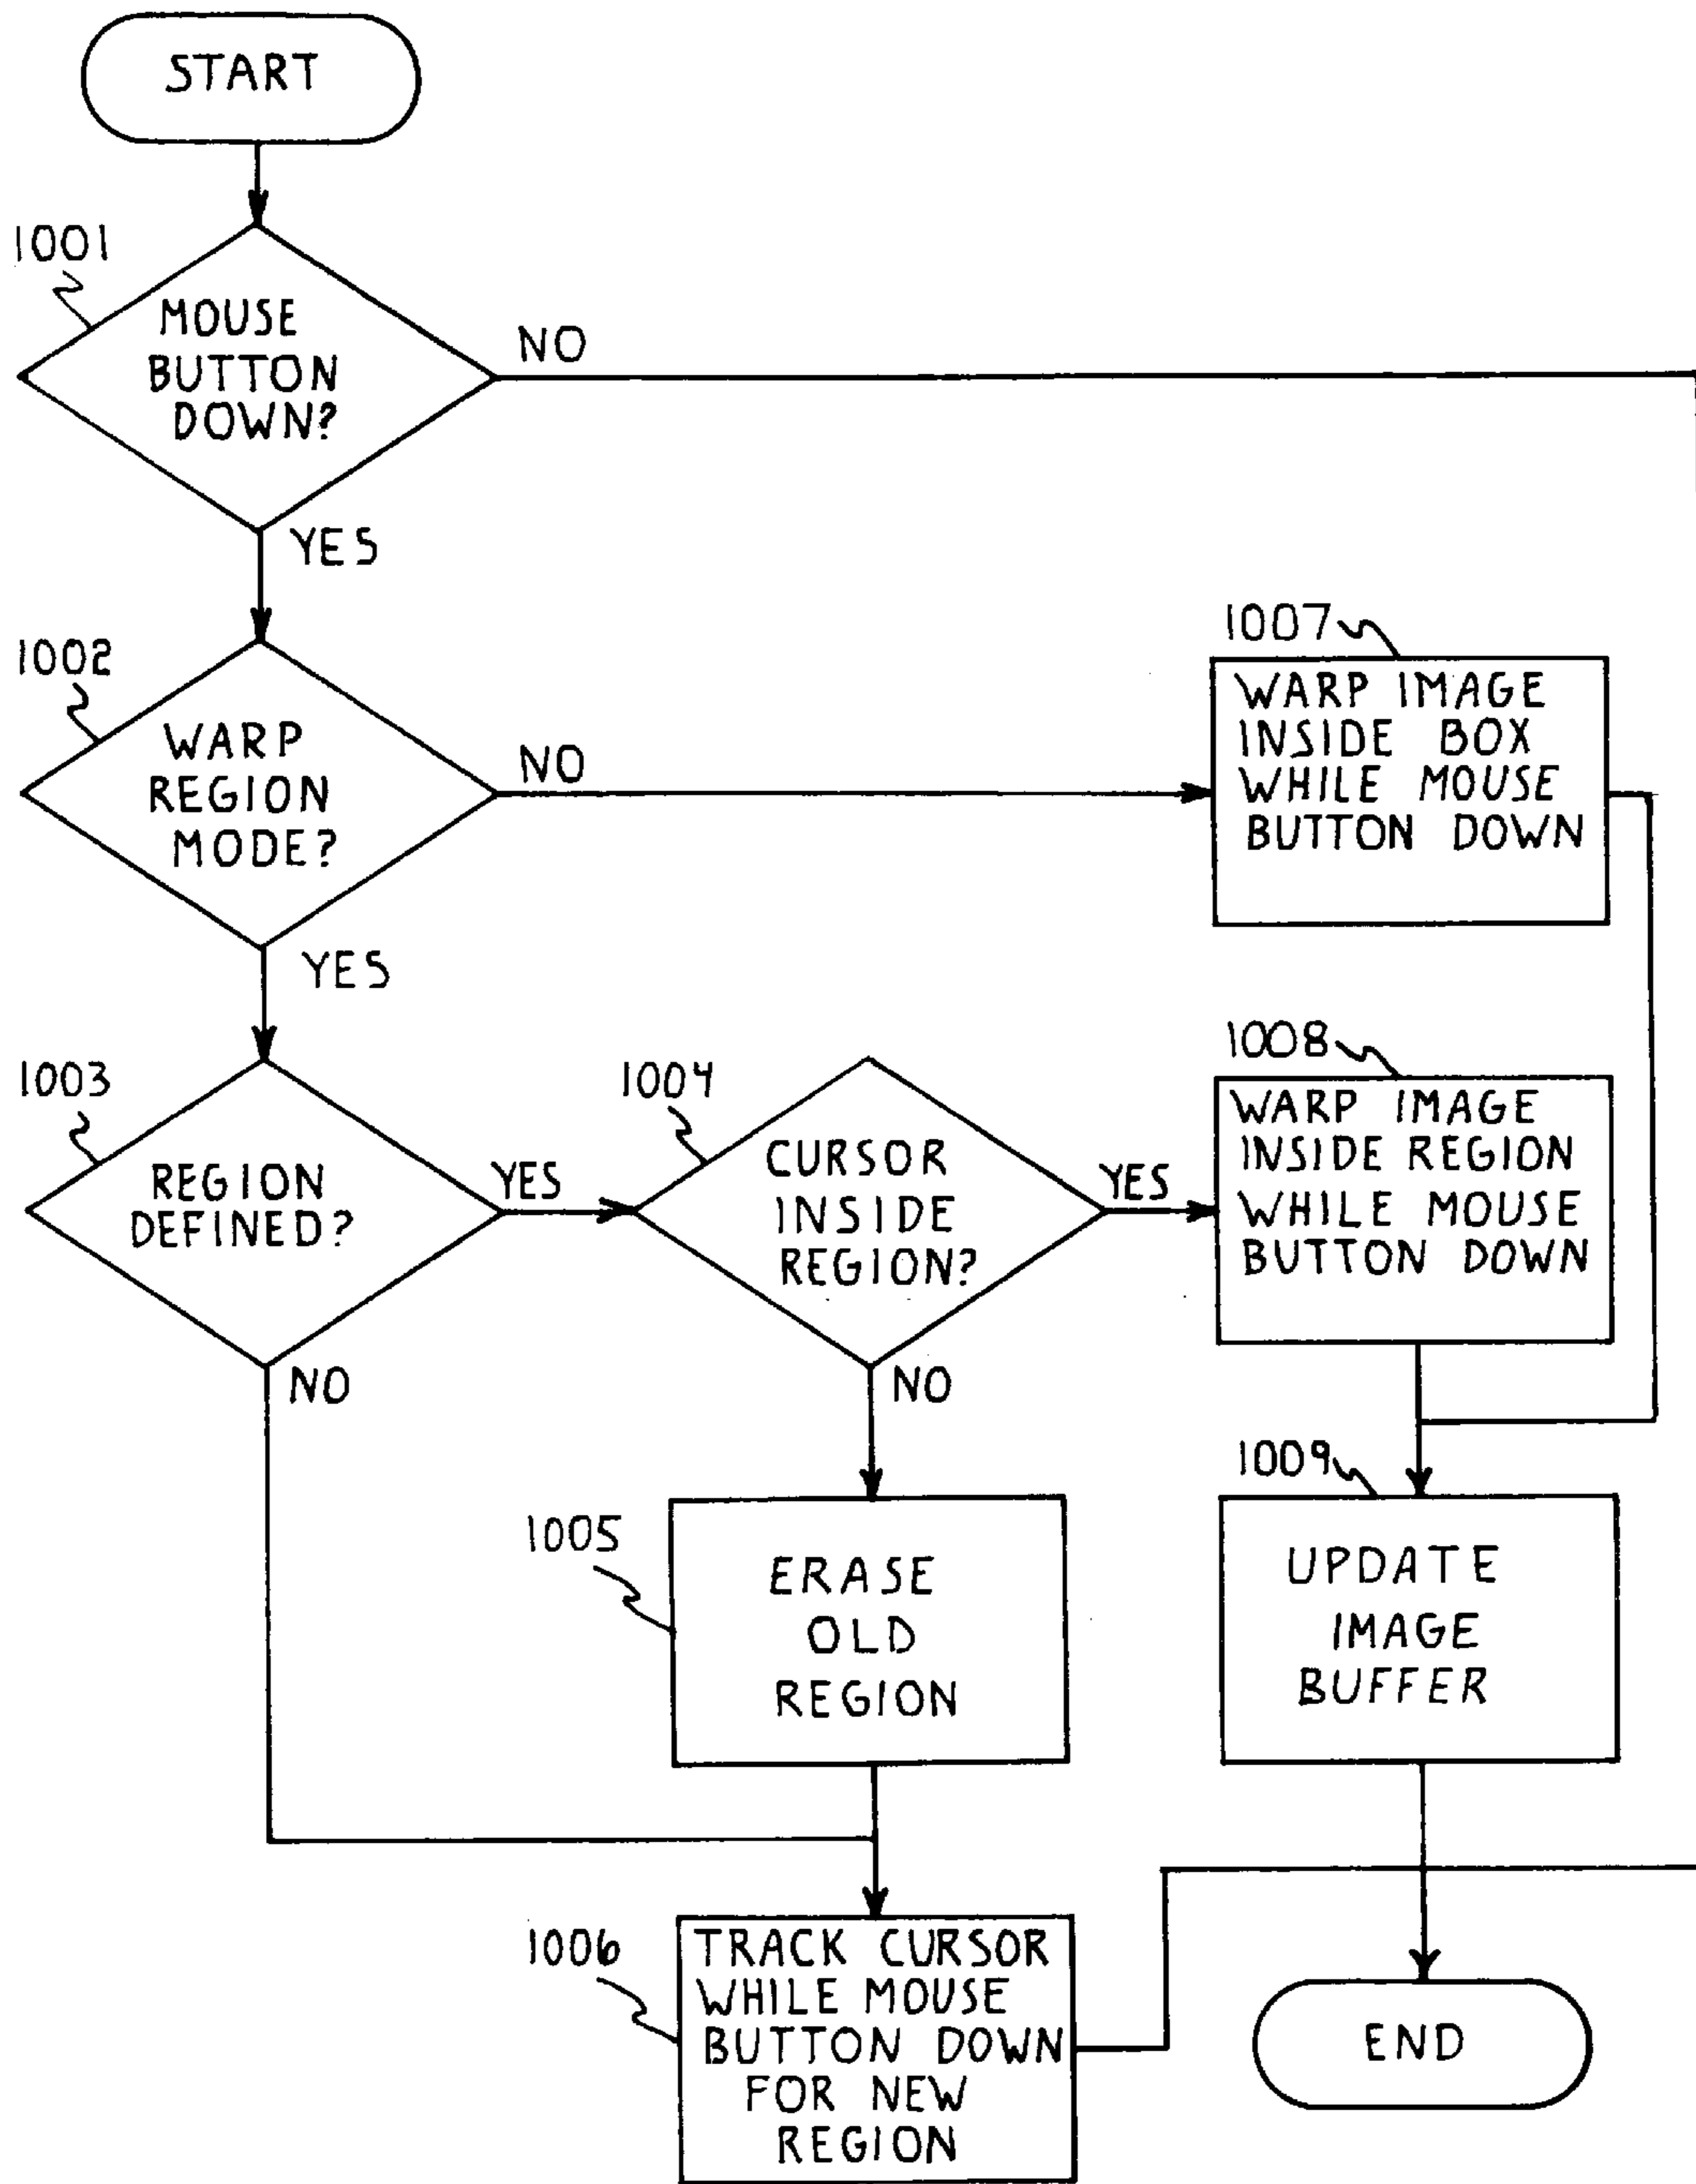 START
1001
MOUSE
BUTTON
DOWN?
NO
YES
1002
WARP
REGION
MODE?
NO
YES
1007
WARP IMAGE
INSIDE BOX
WHILE MOUSE
BUTTON DOWN
1003
REGION
DEFINED?
YES
NO
1004
CURSOR
INSIDE
REGION?
YES
NO
1008
WARP IMAGE
INSIDE REGION
WHILE MOUSE
BUTTON DOWN
1005
ERASE
OLD
REGION
1009
UPDATE
IMAGE
BUFFER
1006
TRACK CURSOR
WHILE MOUSE
BUTTON DOWN
FOR NEW
REGION
END